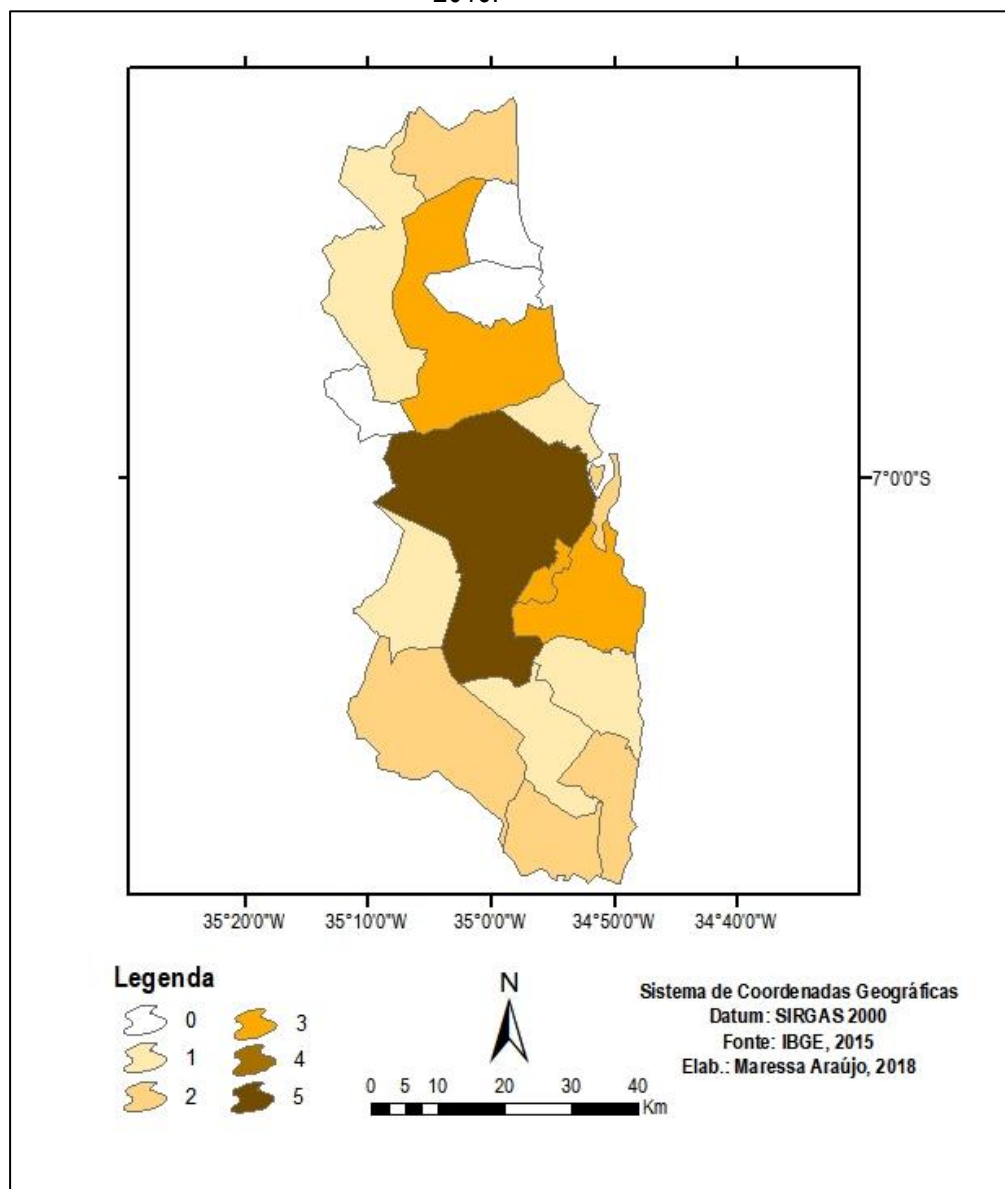 7°0'0"S
35°20'0"W 35°10'0"W 35°0'0"W 34°50'0"W 34°40'0"W
Legenda
0 3
1 4
2 5
N
0 5 10 20 30 40
Km
Sistema de Coordenadas Geográficas
Datum: SIRGAS 2000
Fonte: IBGE, 2015
Elab.: Maressa Araújo, 2018